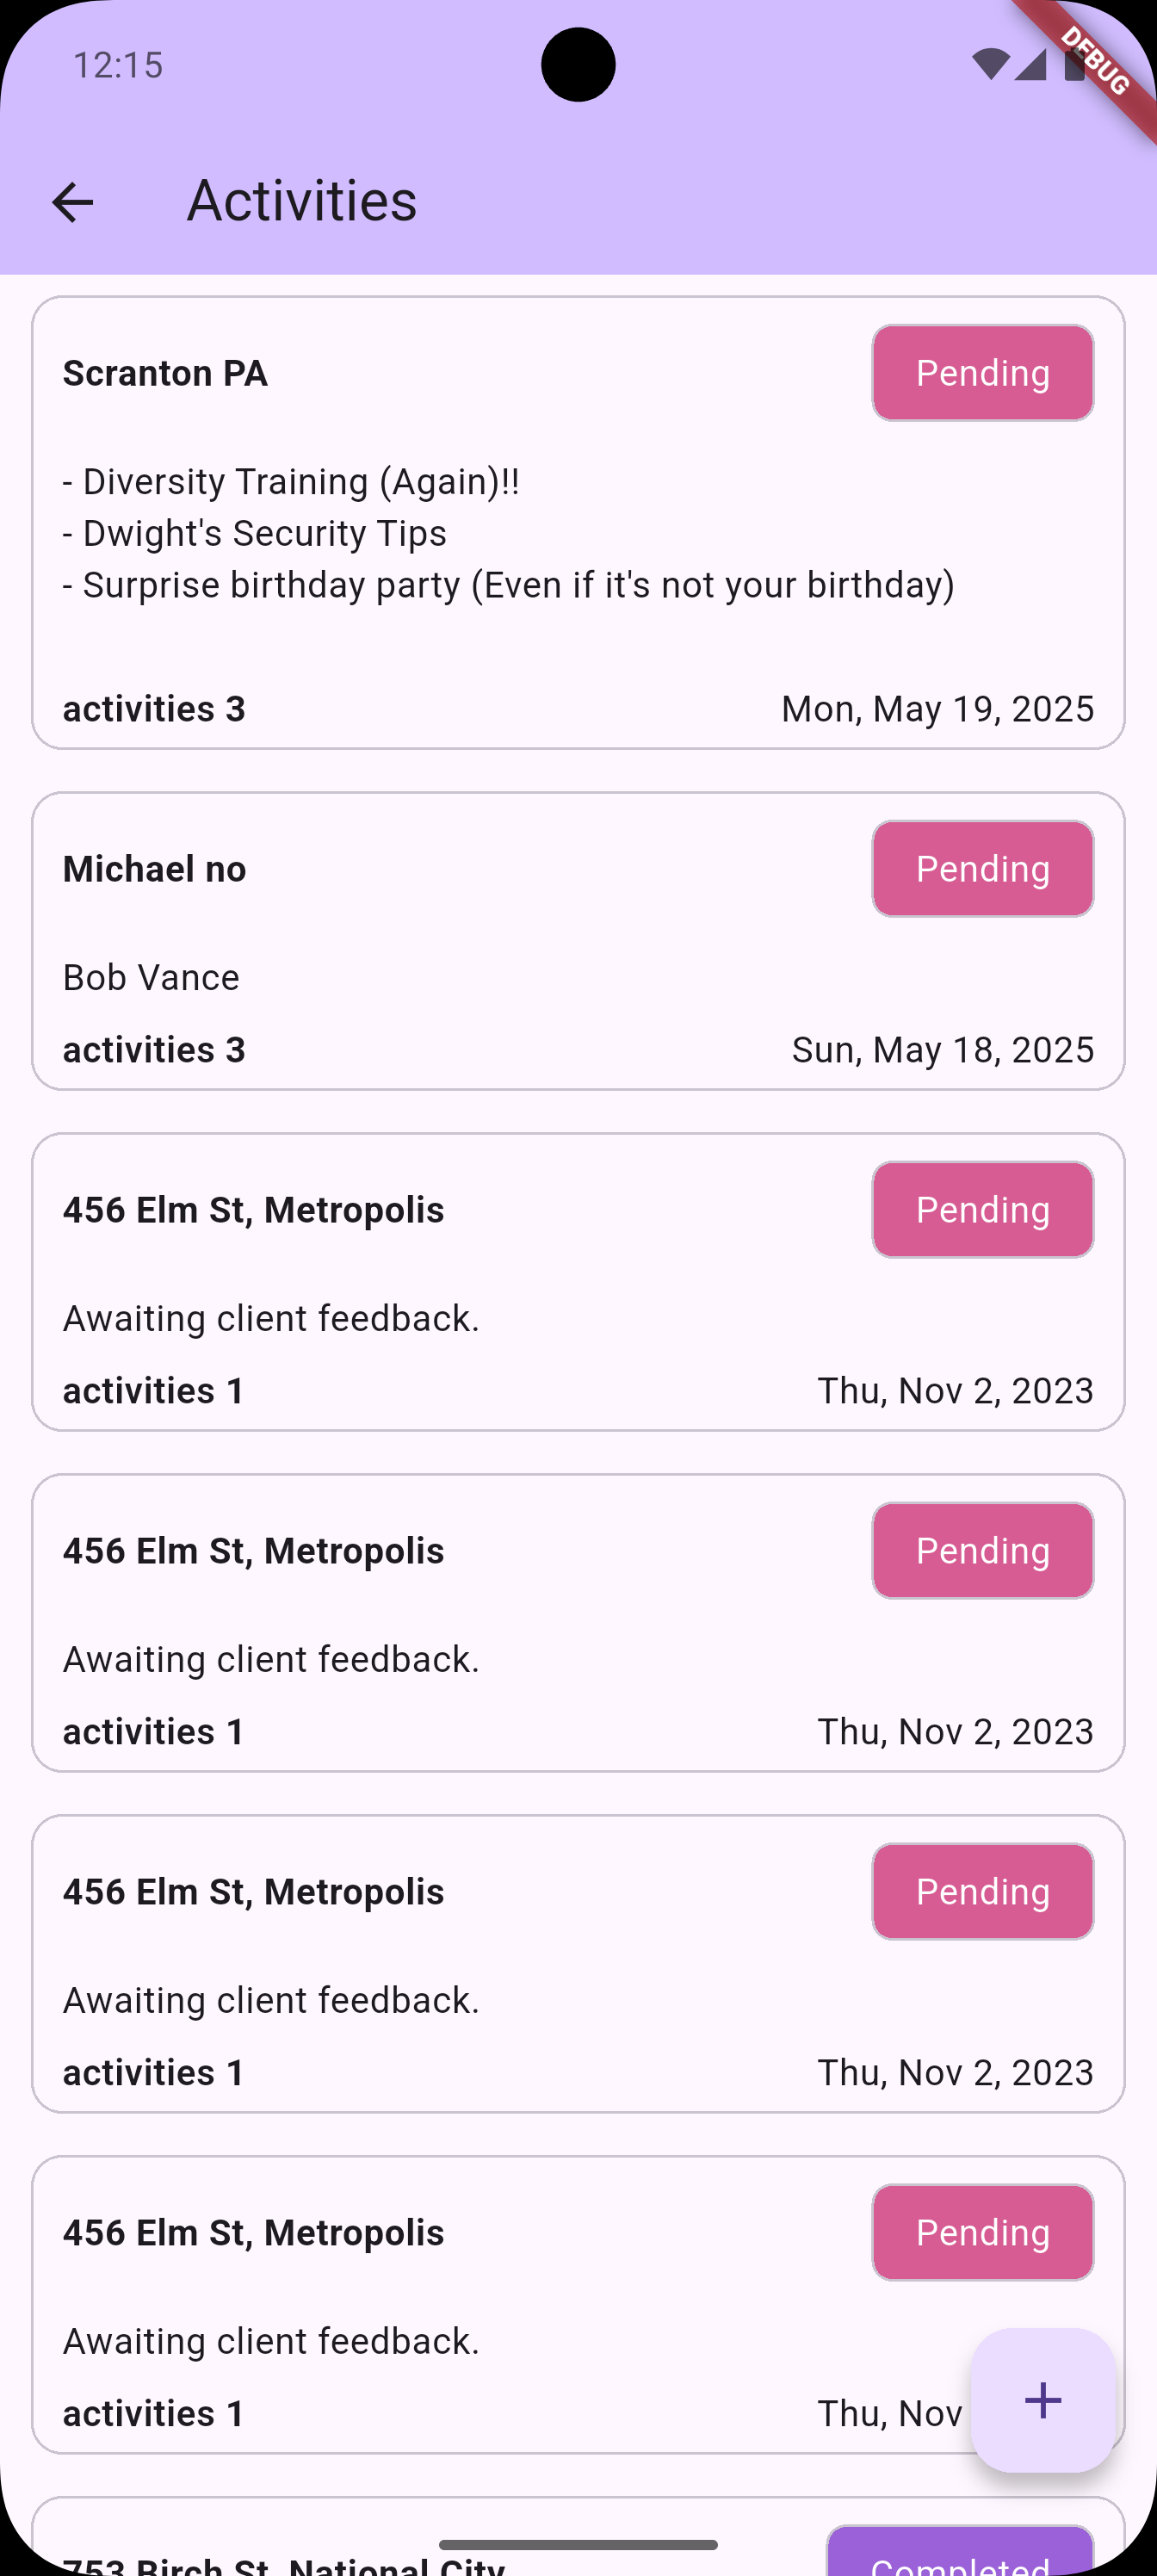 12:15
DEBUG
Activities
Scranton PA
Pending
- Diversity Training (Again)!!
- Dwight's Security Tips
- Surprise birthday party (Even if it's not your birthday)
activities 3
Mon, May 19, 2025
Michael no
Pending
Bob Vance
activities 3
Sun, May 18, 2025
456 Elm St, Metropolis
Pending
Awaiting client feedback.
activities 1
Thu, Nov 2, 2023
456 Elm St, Metropolis
Pending
Awaiting client feedback.
activities 1
Thu, Nov 2, 2023
456 Elm St, Metropolis
Pending
Awaiting client feedback.
activities 1
Thu, Nov 2, 2023
456 Elm St, Metropolis
Pending
Awaiting client feedback.
activities 1
Thu, Nov
753 Birch St, National City
Completed